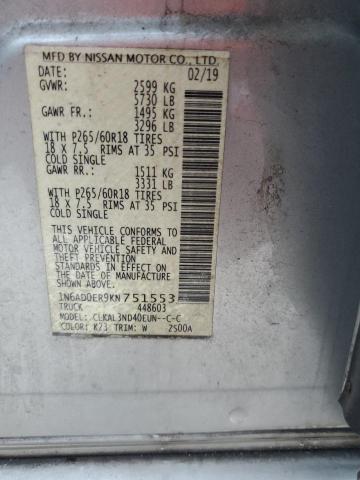 MFD BY NISSAN MOTOR CO., LTD.
DATE: 02/19
GVWR: 2599 KG
5730 LB
GAWR FR.: 1495 KG
3296 LB
WITH P265/60R18 TIRES
18 x 7.5 RIMS AT 35 PSI
COLD SINGLE
GAWR RR.: 1511 KG
3331 LB
WITH P265/60R18 TIRES
18 x 7.5 RIMS AT 35 PSI
COLD SINGLE
THIS VEHICLE CONFORMS TO
ALL APPLICABLE FEDERAL MOTOR
VEHICLE SAFETY STANDARDS
IN EFFECT ON THE DATE OF
MANUFACTURE SHOWN ABOVE
1N6AD0ER9KN751553
TRUCK 448603
MODEL: CLKAL3ND40EUN--C-C
COLOR: K23 TRIM: W 2S00A